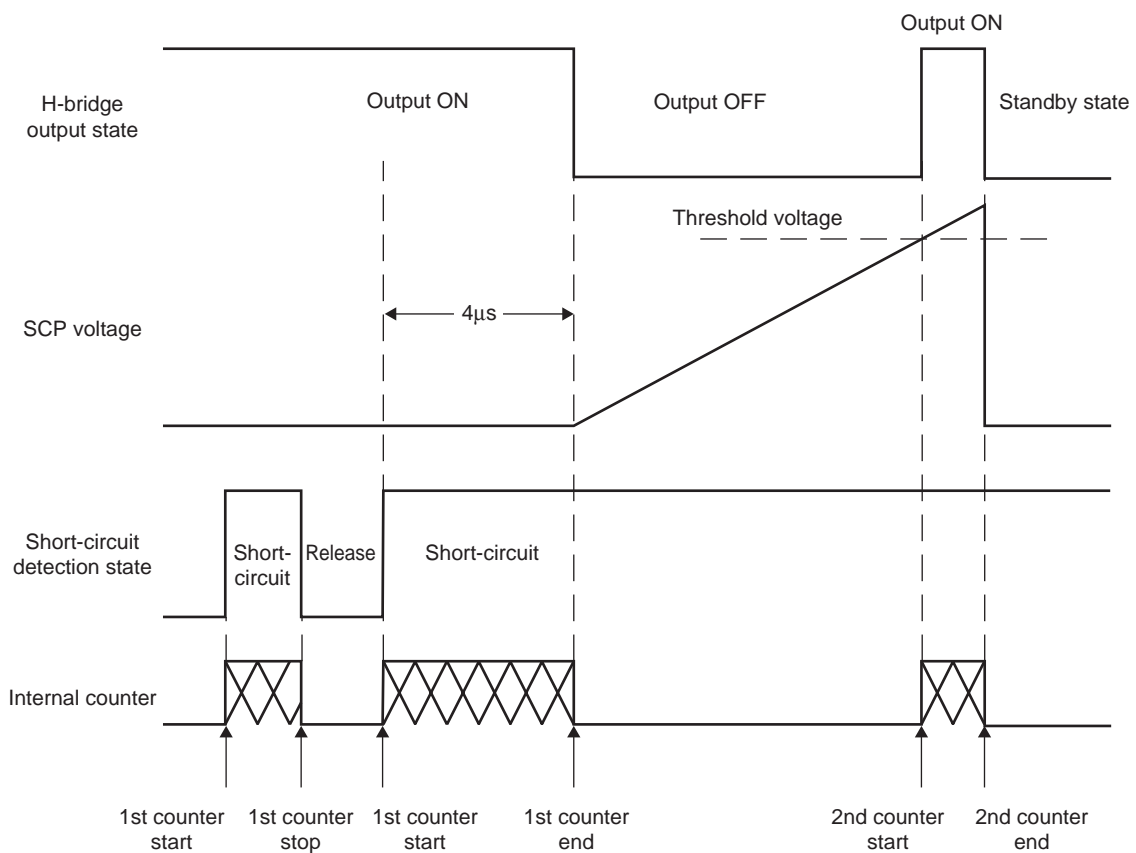 Output ON
H-bridge
output state
Output ON
Output OFF
Standby state
Threshold voltage
4μs
SCP voltage
Short-circuit
detection state
Short-
circuit
Release
Short-circuit
Internal counter
1st counter
start
1st counter
stop
1st counter
start
1st counter
end
2nd counter
start
2nd counter
end